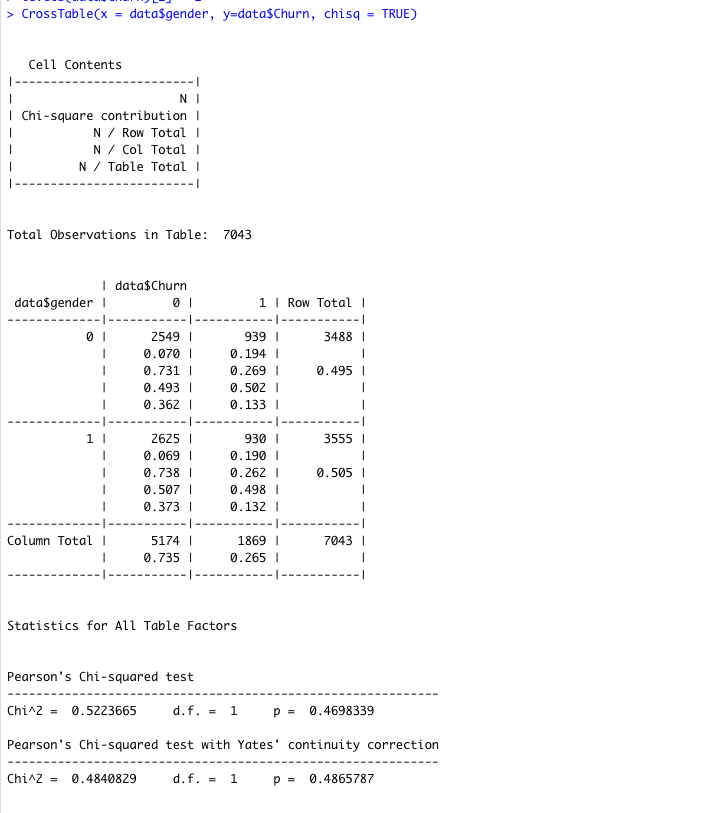 > CrossTable(x = data$gender, y=data$Churn, chisq = TRUE)
   Cell Contents
|-------------------------|
|                       N |
| Chi-square contribution |
|           N / Row Total |
|           N / Col Total |
|         N / Table Total |
|-------------------------|
Total Observations in Table:  7043
             | data$Churn
 data$gender |         0 |         1 | Row Total |
-------------|-----------|-----------|-----------|
           0 |      2549 |       939 |      3488 |
             |     0.070 |     0.194 |           |
             |     0.731 |     0.269 |     0.495 |
             |     0.493 |     0.502 |           |
             |     0.362 |     0.133 |           |
-------------|-----------|-----------|-----------|
           1 |      2625 |       930 |      3555 |
             |     0.069 |     0.190 |           |
             |     0.738 |     0.262 |     0.505 |
             |     0.507 |     0.498 |           |
             |     0.373 |     0.132 |           |
-------------|-----------|-----------|-----------|
Column Total |      5174 |      1869 |      7043 |
             |     0.735 |     0.265 |           |
-------------|-----------|-----------|-----------|
Statistics for All Table Factors
Pearson's Chi-squared test
------------------------------------------------------------
Chi^2 =  0.5223665     d.f. =  1     p =  0.4698339
Pearson's Chi-squared test with Yates' continuity correction
------------------------------------------------------------
Chi^2 =  0.4840829     d.f. =  1     p =  0.4865787